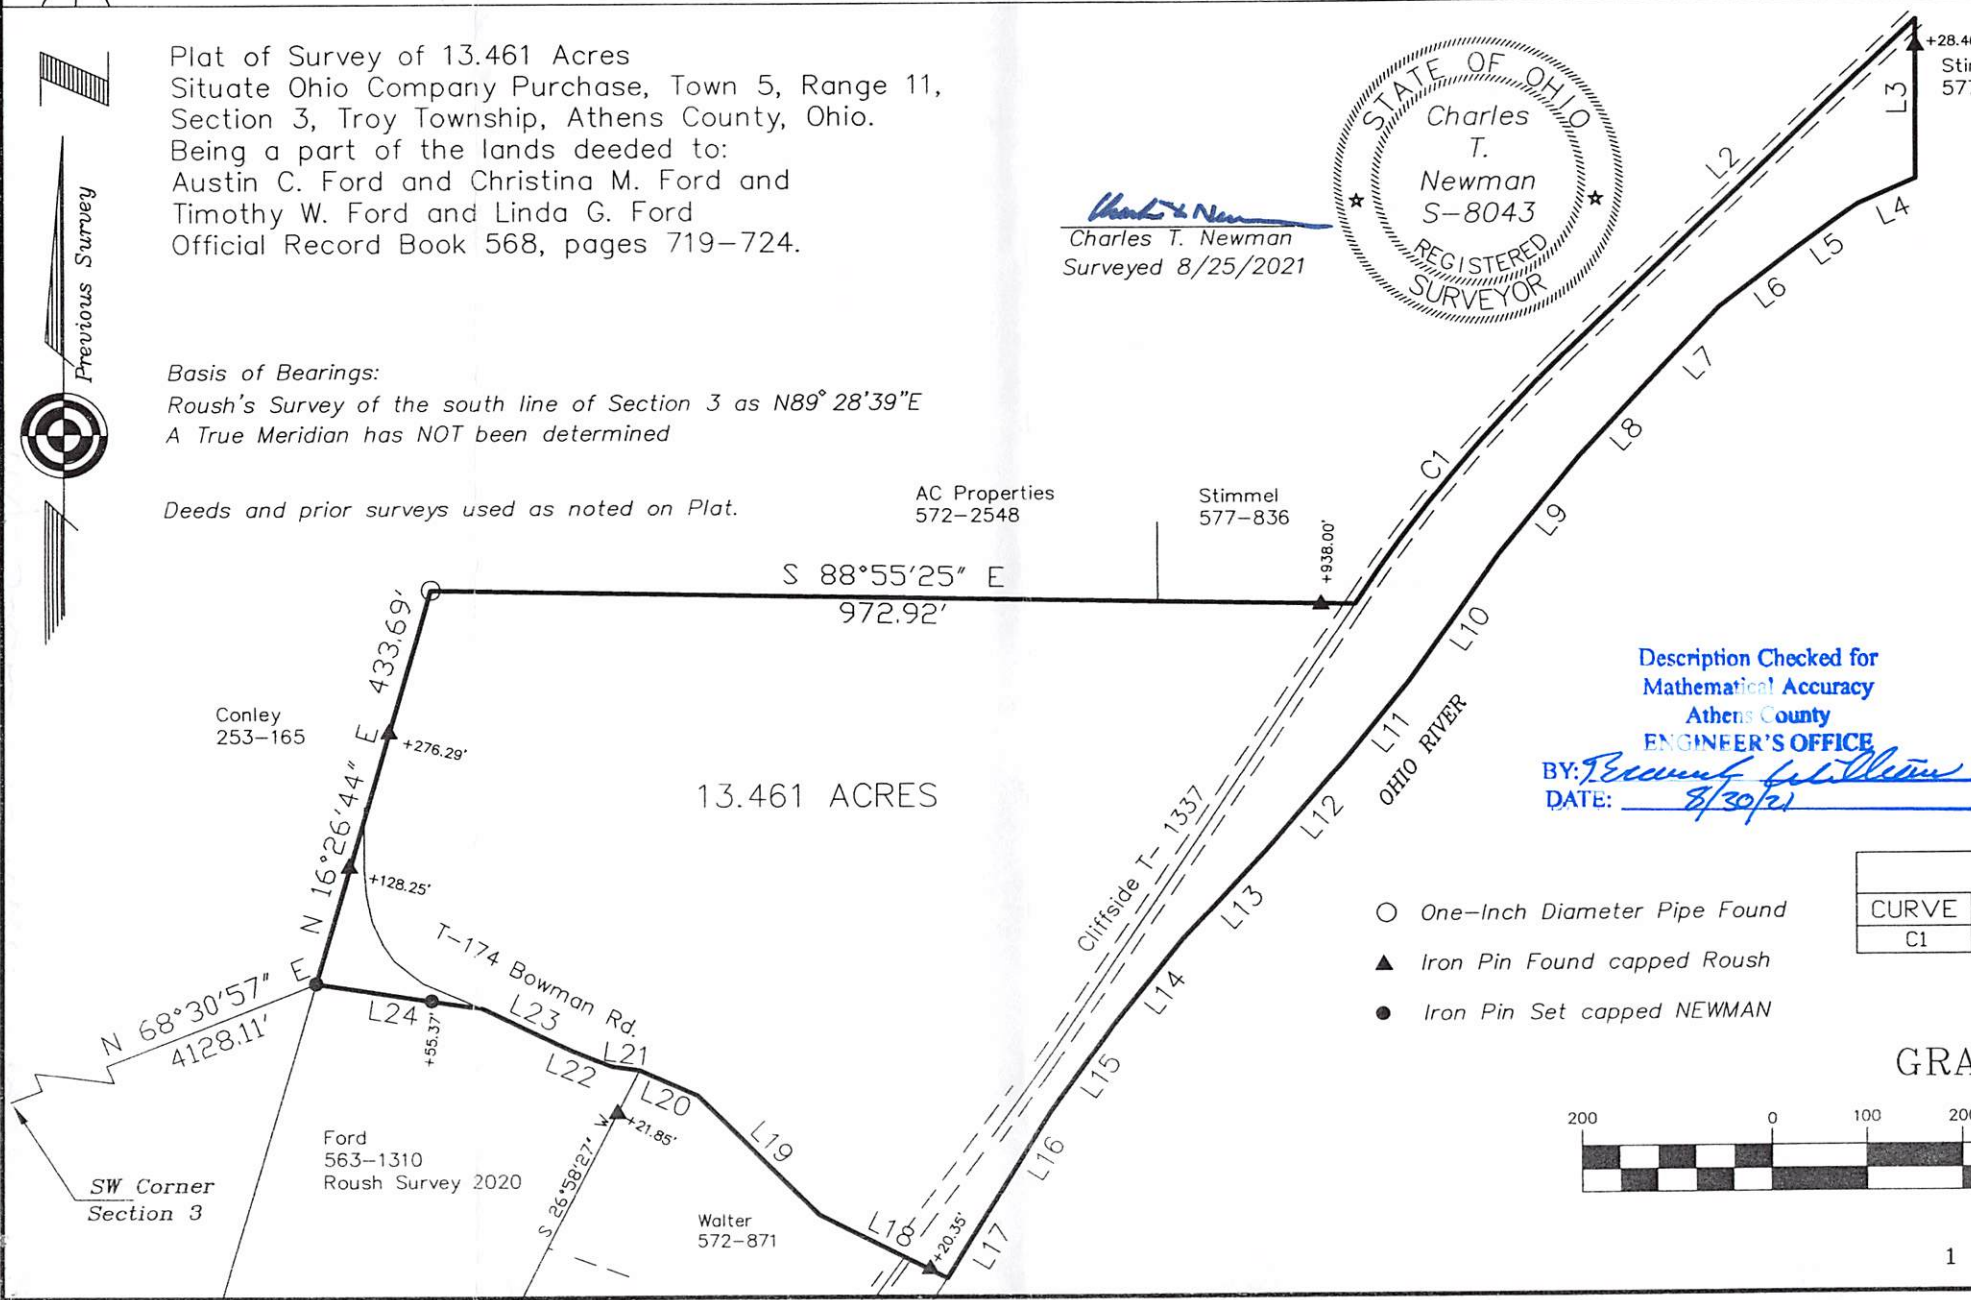 Plat of Survey of 13.461 Acres
Situate Ohio Company Purchase, Town 5, Range 11,
Section 3, Troy Township, Athens County, Ohio.
Being a part of the lands deeded to:
Austin C. Ford and Christina M. Ford and
Timothy W. Ford and Linda G. Ford
Official Record Book 568, pages 719-724.
Previous Survey
Basis of Bearings:
Roush's Survey of the south line of Section 3 as N89°28'39"E
A True Meridian has NOT been determined
Deeds and prior surveys used as noted on Plat.
Charles T. Newman
Surveyed 8/25/2021
STATE OF OHIO
Charles
T.
Newman
S-8043
REGISTERED
SURVEYOR
L2
L3
L4
L5
L6
L7
L8
L9
L10
L11
L12
L13
L14
L15
L16
L17
C1
AC Properties
572-2548
Stimmel
577-836
+938.00'
S 88°55'25" E
972.92'
N 16°26'44" E 433.69'
+276.29'
+128.25'
Conley
253-165
13.461 ACRES
Cliffside T- 1337
OHIO RIVER
Description Checked for
Mathematical Accuracy
Athens County
ENGINEER'S OFFICE
BY:
DATE: 8/30/21
One-Inch Diameter Pipe Found
Iron Pin Found capped Roush
Iron Pin Set capped NEWMAN
CURVE
C1
T-174 Bowman Rd.
N 68°30'57" E
4128.11'
L24
+55.37'
L23
L22
L21
L20
L19
L18
+20.35'
+21.85'
S 26°58'27" W
Ford
563-1310
Roush Survey 2020
SW Corner
Section 3
Walter
572-871
200 0 100
1